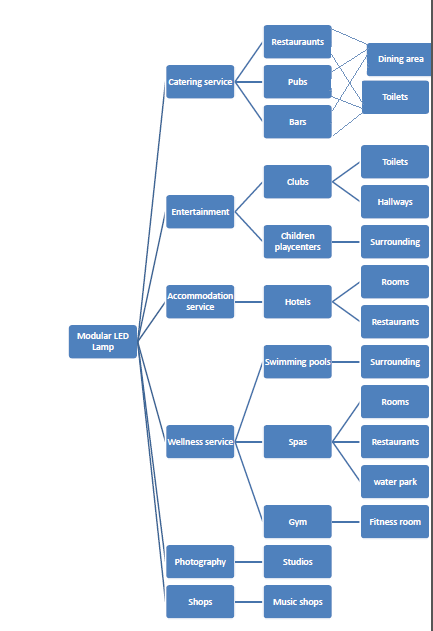 Restauraunts
Dining area
Catering service
Pubs
Toilets
Bars
Toilets
Clubs
Hallways
Entertainment
Children
playcenters
Surrounding
Rooms
Accommodation
service
Hotels
Restaurants
Modular LED
Lamp
Swimming pools
Surrounding
Rooms
Wellness service
Spas
Restaurants
water park
Gym
Fitness room
Photography
Studios
Shops
Music shops